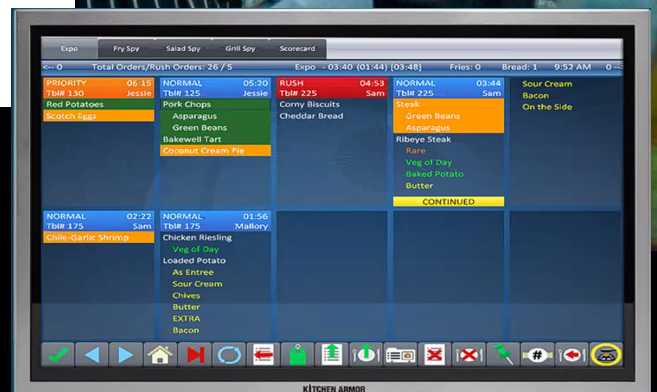 Expo Fry Spy Salad Spy Grill Spy Scorecard
<-- 0 Total Orders/Rush Orders: 26 / 5 Expo - 03:40 (01:44) [03:48] Fries: 0 Bread: 1 9:52 AM 0 --
PRIORITY 06:15
Tbl# 130 Jessie
Red Potatoes
Scotch Eggs
NORMAL 05:20
Tbl# 125 Jessie
Pork Chops
Asparagus
Green Beans
Bakewell Tart
Coconut Cream Pie
RUSH 04:53
Tbl# 225 Sam
Corny Biscuits
Cheddar Bread
NORMAL 03:44
Tbl# 225 Sam
Steak
Green Beans
Asparagus
Ribeye Steak
Rare
Veg of Day
Baked Potato
Butter
CONTINUED
Sour Cream
Bacon
On the Side
NORMAL 02:22
Tbl# 175 Sam
Chile-Garlic Shrimp
NORMAL 01:56
Tbl# 175 Mallory
Chicken Riesling
Veg of Day
Loaded Potato
As Entree
Sour Cream
Chives
Butter
EXTRA
Bacon
#
KITCHEN ARMOR